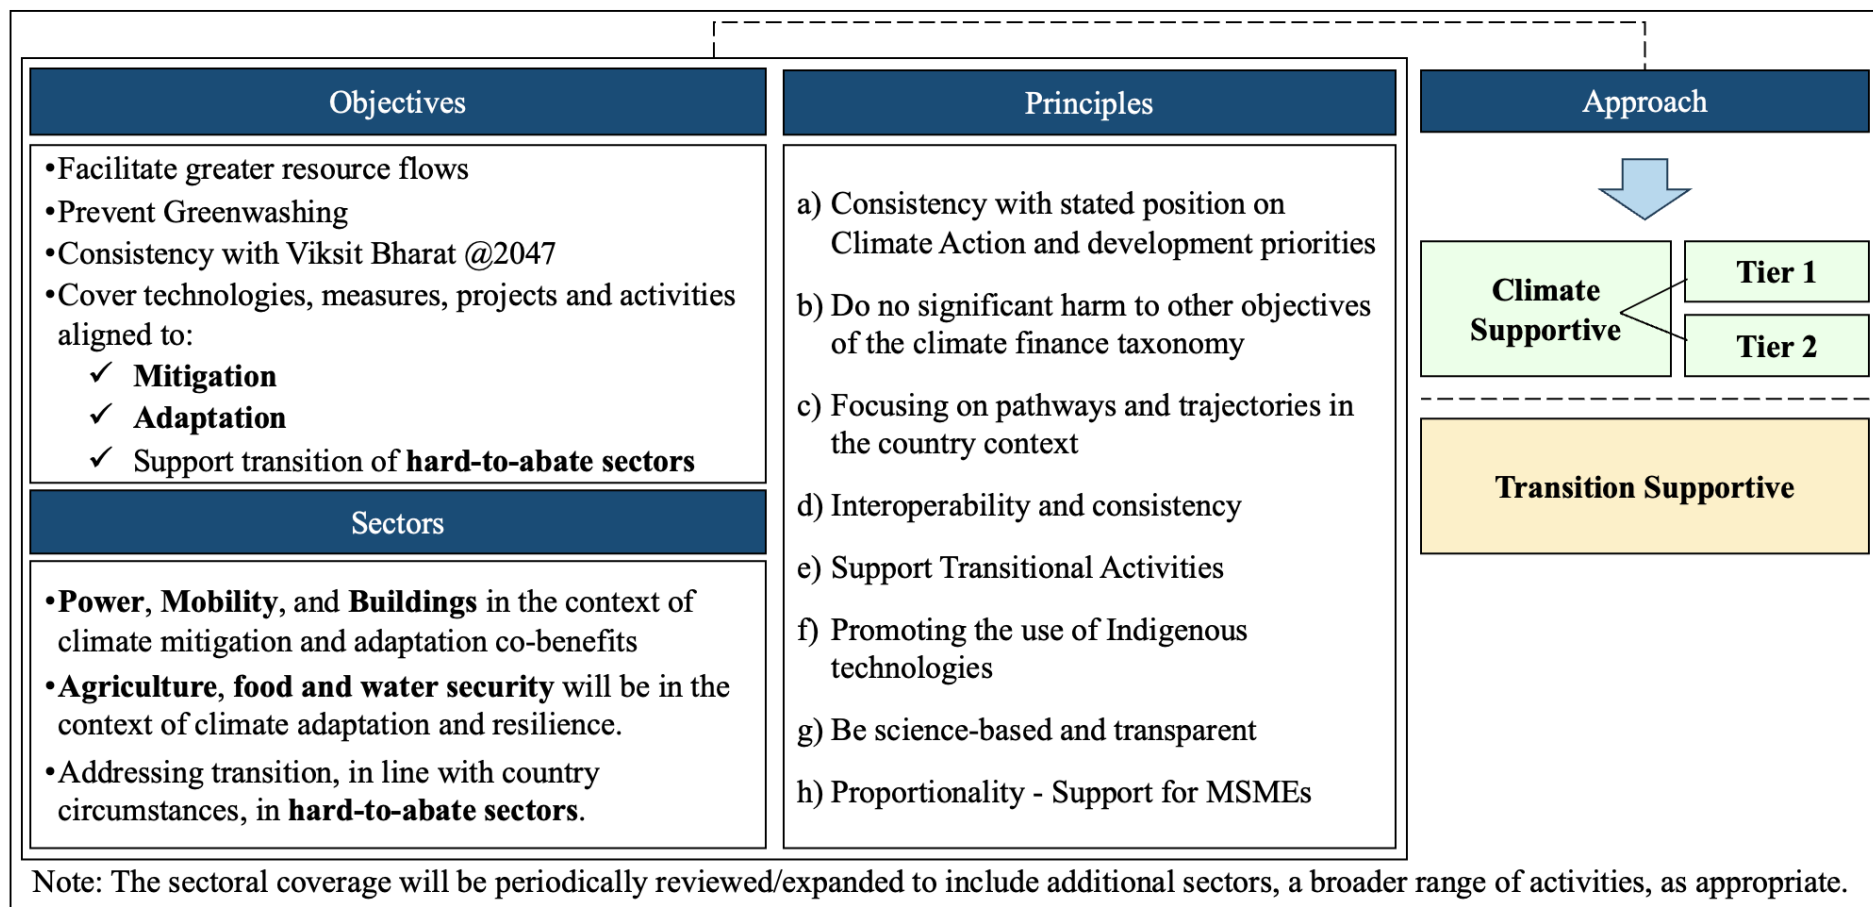 Objectives
•Facilitate greater resource flows
•Prevent Greenwashing
•Consistency with Viksit Bharat @2047
•Cover technologies, measures, projects and activities
aligned to:
✓ Mitigation
✓ Adaptation
✓ Support transition of hard-to-abate sectors
Sectors
•Power, Mobility, and Buildings in the context of
climate mitigation and adaptation co-benefits
•Agriculture, food and water security will be in the
context of climate adaptation and resilience.
•Addressing transition, in line with country
circumstances, in hard-to-abate sectors.
Principles
a) Consistency with stated position on
Climate Action and development priorities
b) Do no significant harm to other objectives
of the climate finance taxonomy
c) Focusing on pathways and trajectories in
the country context
d) Interoperability and consistency
e) Support Transitional Activities
f) Promoting the use of Indigenous
technologies
g) Be science-based and transparent
h) Proportionality - Support for MSMEs
Approach
Climate
Supportive
Tier 1
Tier 2
Transition Supportive
Note: The sectoral coverage will be periodically reviewed/expanded to include additional sectors, a broader range of activities, as appropriate.